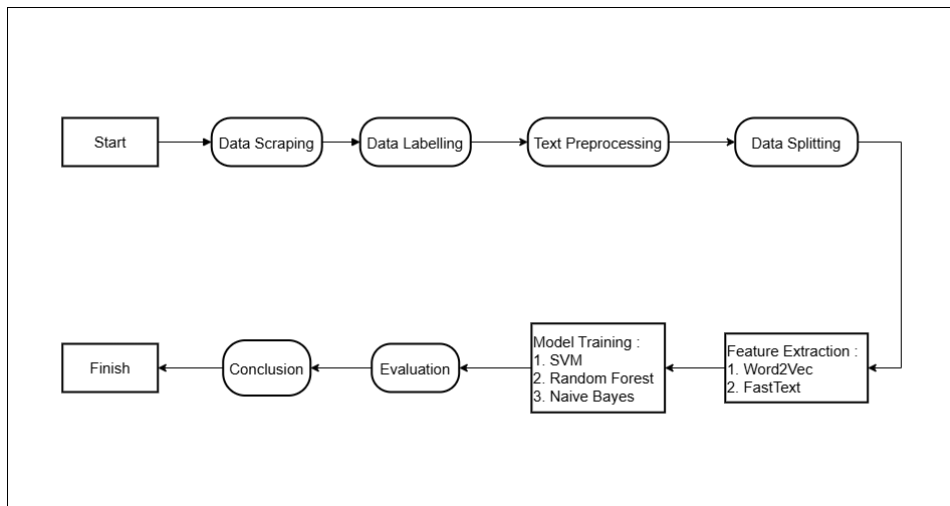 Start
Data Scraping
Data Labelling
Text Preprocessing
Data Splitting
Feature Extraction :
1. Word2Vec
2. FastText
Model Training :
1. SVM
2. Random Forest
3. Naive Bayes
Evaluation
Conclusion
Finish